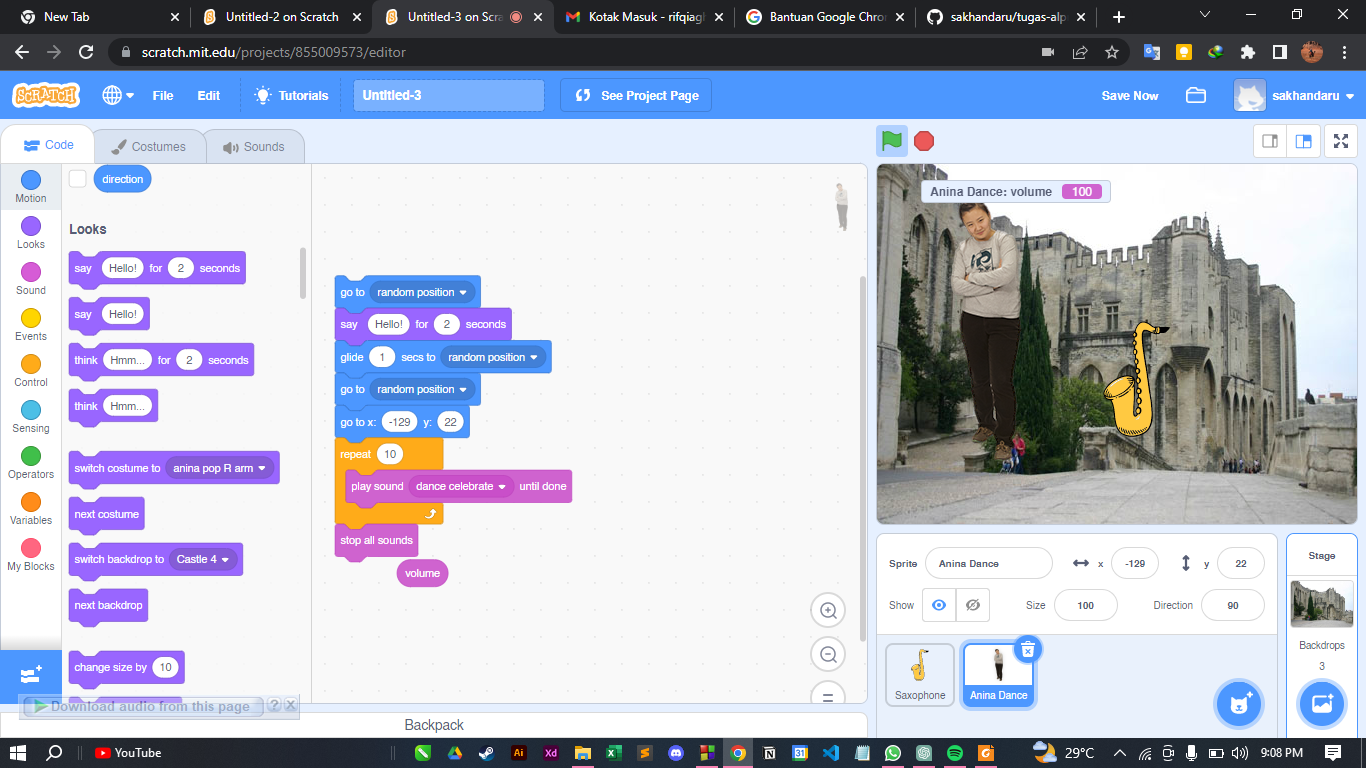 New Tab
Untitled-2 on Scratch
Untitled-3 on Scra
Kotak Masuk - rifqiagh
Bantuan Google Chron
sakhandaru/tugas-alp
scratch.mit.edu/projects/855009573/editor
SCRATCH
File
Edit
Tutorials
Untitled-3
See Project Page
Save Now
sakhandaru
Code
Costumes
Sounds
Motion
Looks
Sound
Events
Control
Sensing
Operators
Variables
My Blocks
direction
Looks
say Hello! for 2 seconds
say Hello!
think Hmm... for 2 seconds
think Hmm...
switch costume to anina pop R arm
next costume
switch backdrop to Castle 4
next backdrop
change size by 10
Download audio from this page ?
go to random position
say Hello! for 2 seconds
glide 1 secs to random position
go to random position
go to x: -129 y: 22
repeat 10
play sound dance celebrate until done
stop all sounds
volume
Backpack
Anina Dance: volume 100
Sprite Anina Dance x -129 y 22
Show Size 100 Direction 90
Saxophone
Anina Dance
Stage
Backdrops
3
YouTube
Ai
Xd
29°C
9:08 PM